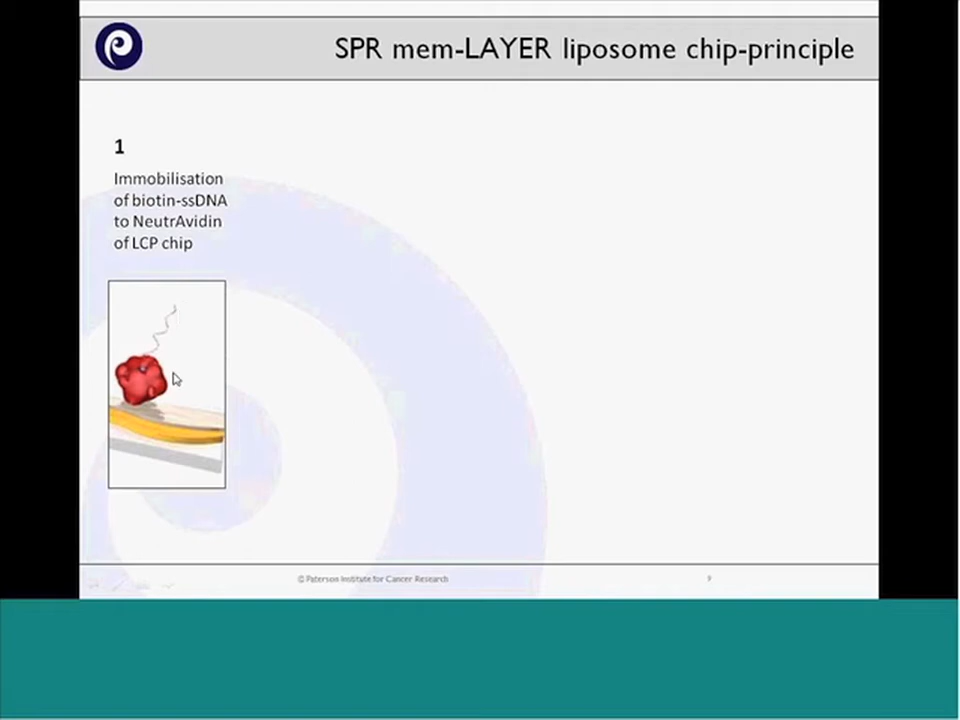 SPR mem-LAYER liposome chip-principle
1
Immobilisation
of biotin-ssDNA
to NeutrAvidin
of LCP chip
© Paterson Institute for Cancer Research
9